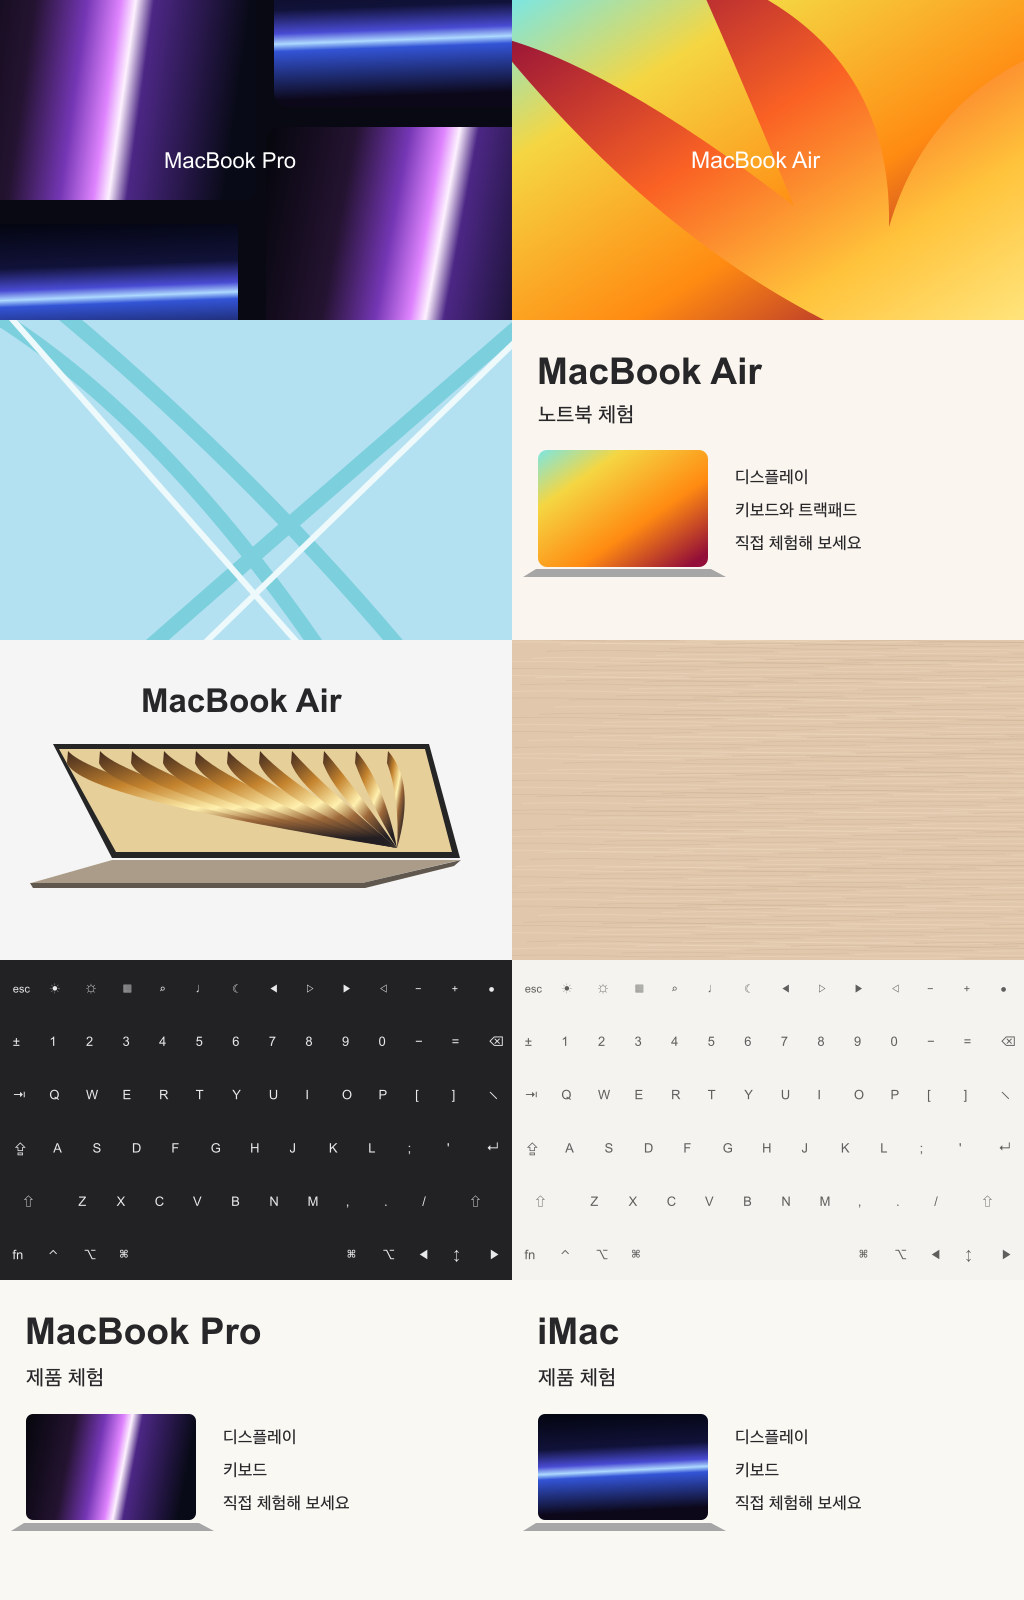 MacBook Pro
MacBook Air
MacBook Air
노트북 체험
디스플레이
키보드와 트랙패드
직접 체험해 보세요
MacBook Air
esc ☀ ☼ ▦ ⌕ ♩ ☾ ◀ ▷ ▶ ◁ − + ●
± 1 2 3 4 5 6 7 8 9 0 − = ⌫
⇥ Q W E R T Y U I O P [ ] \
⇪ A S D F G H J K L ; ' ↵
⇧ Z X C V B N M , . / ⇧
fn ^ ⌥ ⌘ ⌘ ⌥ ◀ ↕ ▶
esc ☀ ☼ ▦ ⌕ ♩ ☾ ◀ ▷ ▶ ◁ − + ●
± 1 2 3 4 5 6 7 8 9 0 − = ⌫
⇥ Q W E R T Y U I O P [ ] \
⇪ A S D F G H J K L ; ' ↵
⇧ Z X C V B N M , . / ⇧
fn ^ ⌥ ⌘ ⌘ ⌥ ◀ ↕ ▶
MacBook Pro
제품 체험
디스플레이
키보드
직접 체험해 보세요
iMac
제품 체험
디스플레이
키보드
직접 체험해 보세요